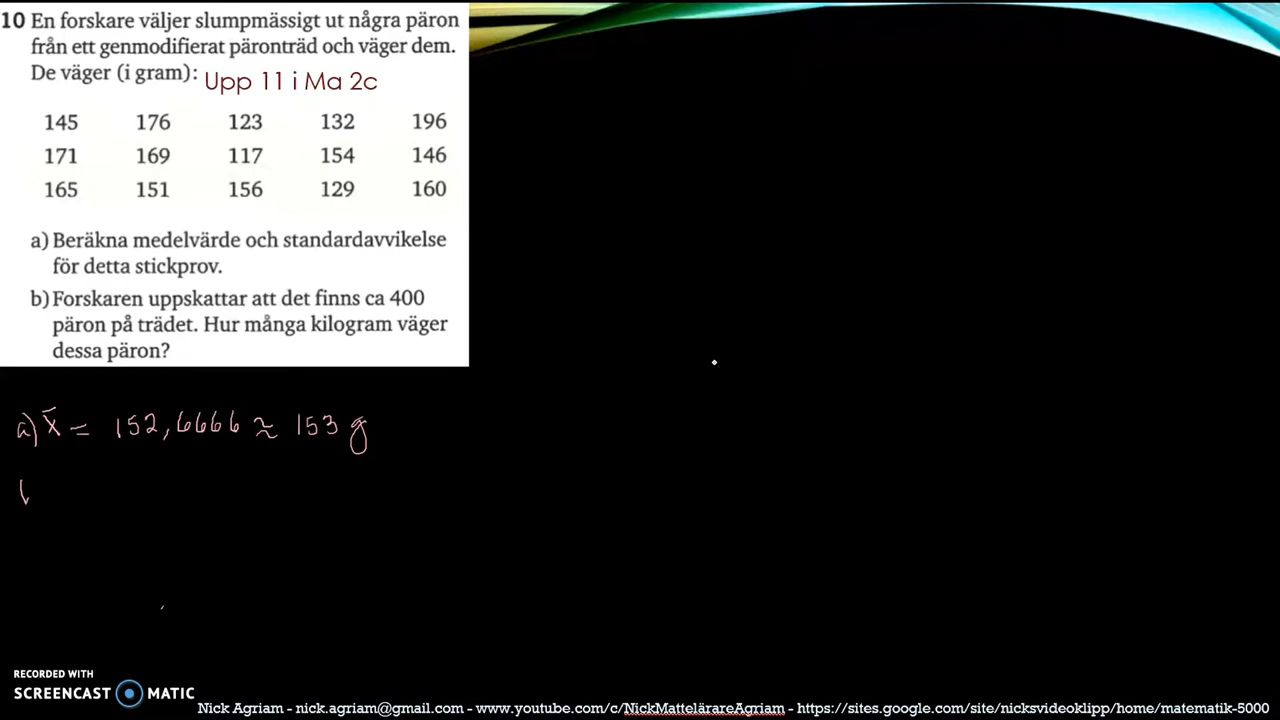 10 En forskare väljer slumpmässigt ut några päron
från ett genmodifierat päronträd och väger dem.
De väger (i gram): Upp 11 i Ma 2c
145 176 123 132 196
171 169 117 154 146
165 151 156 129 160
a) Beräkna medelvärde och standardavvikelse
för detta stickprov.
b) Forskaren uppskattar att det finns ca 400
päron på trädet. Hur många kilogram väger
dessa päron?
a) x̄ = 152,6666 ≈ 153 g
RECORDED WITH
SCREENCAST MATIC
Nick Agriam - nick.agriam@gmail.com - www.youtube.com/c/NickMattelärareAgriam - https://sites.google.com/site/nicksvideoklipp/home/matematik-5000